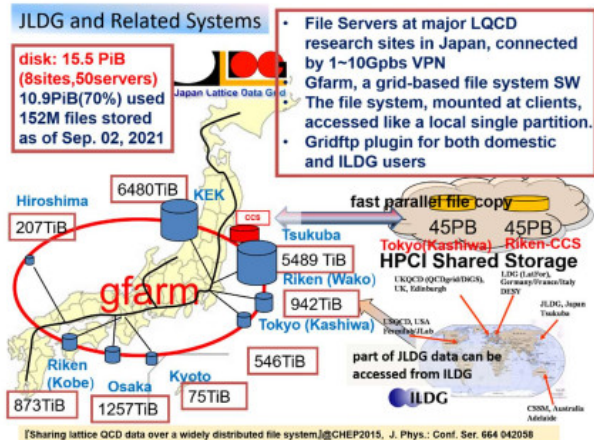 JLDG and Related Systems
disk: 15.5 PiB
(8sites,50servers)
10.9PiB(70%) used
152M files stored
as of Sep. 02, 2021
JLDG
Japan Lattice Data Grid
• File Servers at major LQCD
research sites in Japan, connected
by 1~10Gpbs VPN
• Gfarm, a grid-based file system SW
• The file system, mounted at clients,
accessed like a local single partition.
• Gridftp plugin for both domestic
and ILDG users
Hiroshima
207TiB
6480TiB
KEK
CCS
Tsukuba
5489 TiB
Riken (Wako)
942TiB
Tokyo (Kashiwa)
546TiB
gfarm
Riken
(Kobe)
873TiB
Osaka
1257TiB
Kyoto
75TiB
fast parallel file copy
45PB
45PB
Tokyo(Kashiwa)
Riken-CCS
HPCI Shared Storage
UKQCD (QCDgrid/DiGS),
UK, Edinburgh
LDG (LatFor),
Germany/France/Italy
DESY
JLDG, Japan
Tsukuba
USQCD, USA
Fermilab/JLab
part of JLDG data can be
accessed from ILDG
ILDG
CSSM, Australia
Adelaide
『Sharing lattice QCD data over a widely distributed file system』@CHEP2015, J. Phys.: Conf. Ser. 664 042058